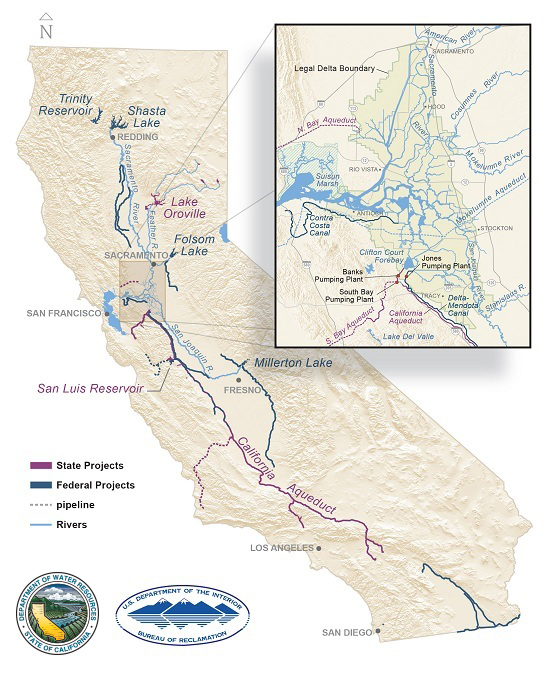 N
Trinity
Reservoir
Shasta
Lake
REDDING
Sacramento
River
Lake
Oroville
Feather R.
Folsom
Lake
SACRAMENTO
SAN FRANCISCO
San Joaquin R.
Millerton Lake
San Luis Reservoir
FRESNO
California Aqueduct
LOS ANGELES
SAN DIEGO
American River
SACRAMENTO
Legal Delta Boundary
Sacramento
River
HOOD
Cosumnes River
N. Bay Aqueduct
Mokelumne River
RIO VISTA
Suisun
Marsh
Mokelumne Aqueduct
ANTIOCH
Contra
Costa
Canal
STOCKTON
Clifton Court
Forebay
Jones
Pumping Plant
Banks
Pumping Plant
San Joaquin River
South Bay
Pumping Plant
TRACY
Delta-
Mendota
Canal
Stanislaus R.
S. Bay Aqueduct
California
Aqueduct
Lake Del Valle
State Projects
Federal Projects
pipeline
Rivers
DEPARTMENT OF WATER RESOURCES
STATE OF CALIFORNIA
U.S. DEPARTMENT OF THE INTERIOR
BUREAU OF RECLAMATION